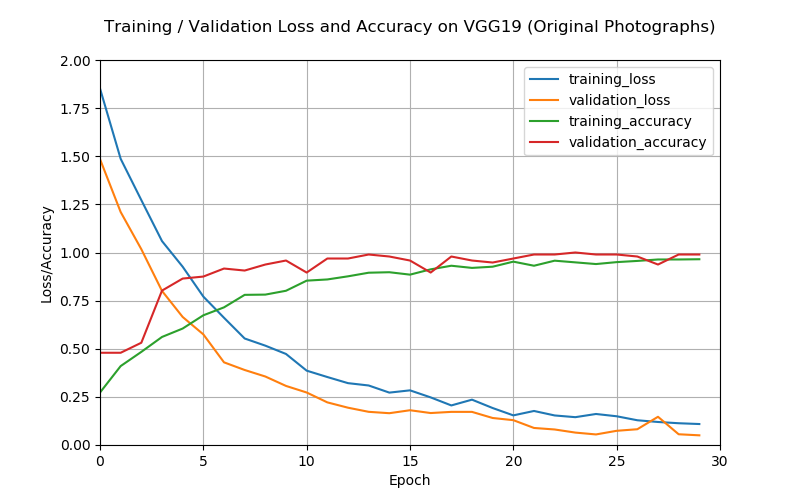 Training / Validation Loss and Accuracy on VGG19 (Original Photographs)
2.00
1.75
1.50
1.25
1.00
0.75
0.50
0.25
0.00
Loss/Accuracy
training_loss
validation_loss
training_accuracy
validation_accuracy
0 5 10 15 20 25 30
Epoch